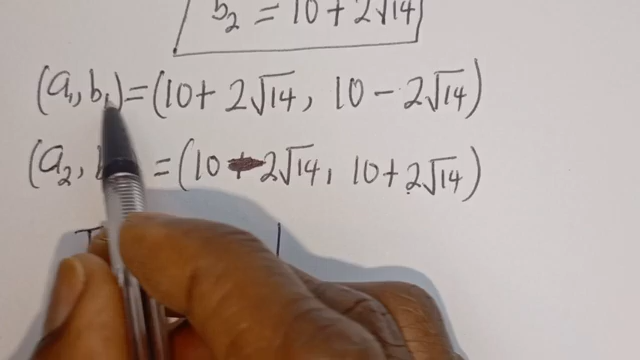 b₂ = 10 + 2√14
(a₁, b₁) = (10 + 2√14, 10 − 2√14)
(a₂, b = (10 − 2√14, 10 + 2√14)